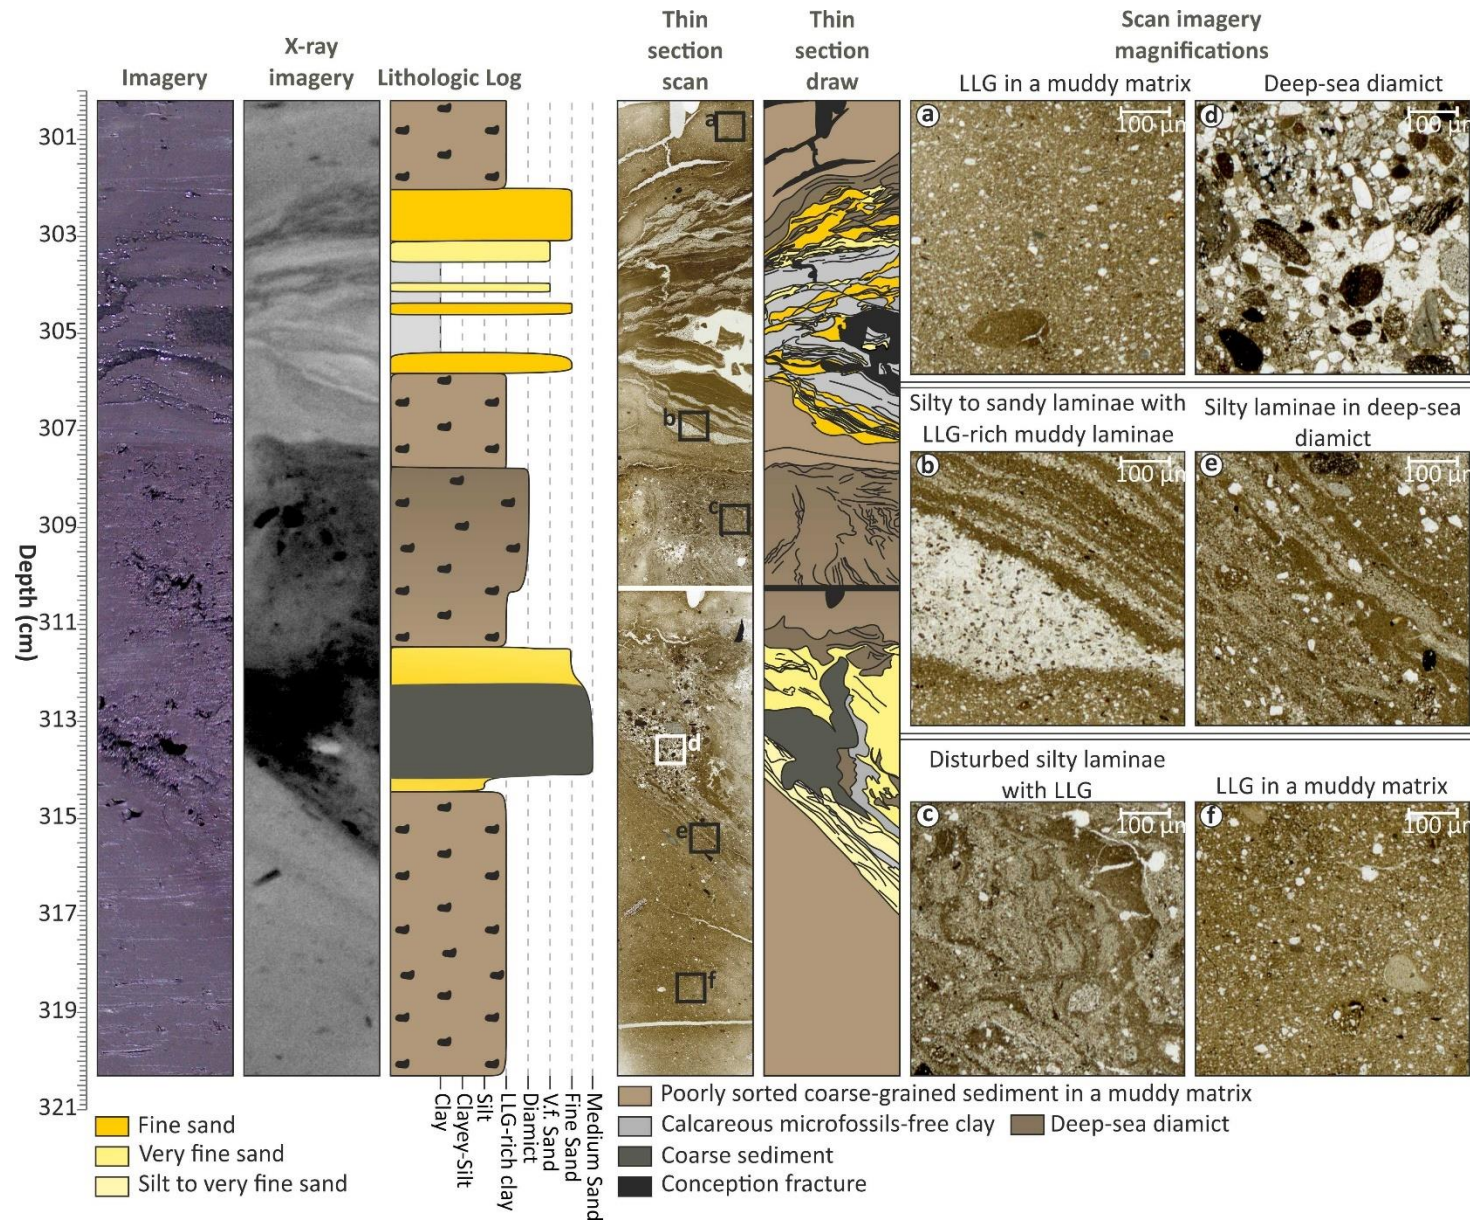 Imagery
X-ray
imagery
Lithologic Log
Thin
section
scan
Thin
section
draw
Scan imagery
magnifications
LLG in a muddy matrix
Deep-sea diamict
Depth (cm)
301
303
305
307
309
311
313
315
317
319
321
a
b
c
d
e
f
a
100 µm
d
100 µm
Silty to sandy laminae with
LLG-rich muddy laminae
Silty laminae in deep-sea
diamict
b
100 µm
e
100 µm
Disturbed silty laminae
with LLG
LLG in a muddy matrix
c
100 µm
f
100 µm
Clay
Clayey-Silt
Silt
LLG-rich clay
Diamict
V.f. Sand
Fine Sand
Medium Sand
Fine sand
Very fine sand
Silt to very fine sand
Poorly sorted coarse-grained sediment in a muddy matrix
Calcareous microfossils-free clay
Deep-sea diamict
Coarse sediment
Conception fracture